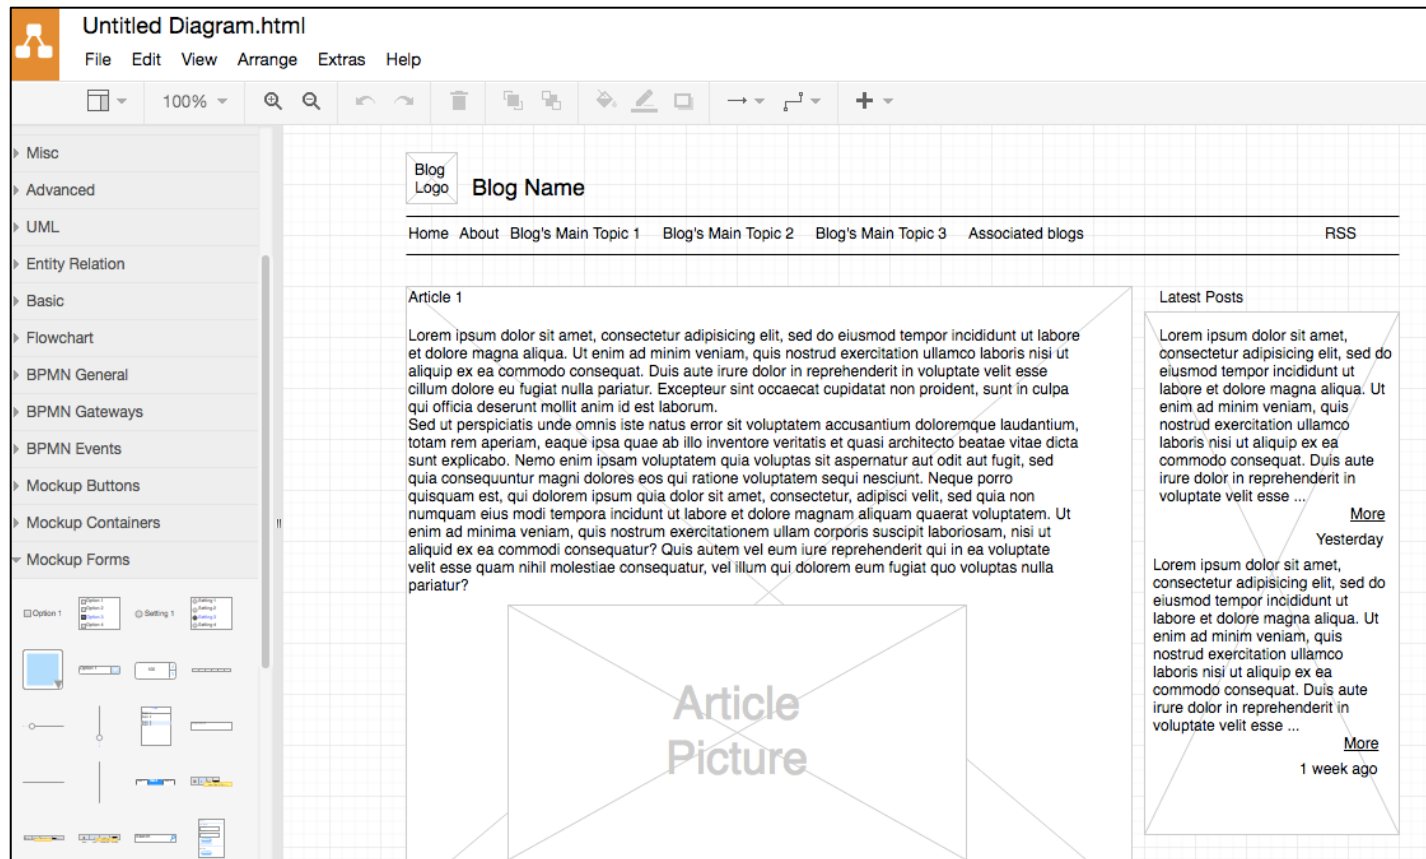 Untitled Diagram.html
File Edit View Arrange Extras Help
100%
Misc
Advanced
UML
Entity Relation
Basic
Flowchart
BPMN General
BPMN Gateways
BPMN Events
Mockup Buttons
Mockup Containers
Mockup Forms
Option 1
Option 1
Option 2
Option 3
Option 4
Setting 1
Setting 1
Setting 2
Setting 3
Setting 4
Blog
Logo
Blog Name
Home About Blog's Main Topic 1 Blog's Main Topic 2 Blog's Main Topic 3 Associated blogs RSS
Article 1
Lorem ipsum dolor sit amet, consectetur adipisicing elit, sed do eiusmod tempor incididunt ut labore
et dolore magna aliqua. Ut enim ad minim veniam, quis nostrud exercitation ullamco laboris nisi ut
aliquip ex ea commodo consequat. Duis aute irure dolor in reprehenderit in voluptate velit esse
cillum dolore eu fugiat nulla pariatur. Excepteur sint occaecat cupidatat non proident, sunt in culpa
qui officia deserunt mollit anim id est laborum.
Sed ut perspiciatis unde omnis iste natus error sit voluptatem accusantium doloremque laudantium,
totam rem aperiam, eaque ipsa quae ab illo inventore veritatis et quasi architecto beatae vitae dicta
sunt explicabo. Nemo enim ipsam voluptatem quia voluptas sit aspernatur aut odit aut fugit, sed
quia consequuntur magni dolores eos qui ratione voluptatem sequi nesciunt. Neque porro
quisquam est, qui dolorem ipsum quia dolor sit amet, consectetur, adipisci velit, sed quia non
numquam eius modi tempora incidunt ut labore et dolore magnam aliquam quaerat voluptatem. Ut
enim ad minima veniam, quis nostrum exercitationem ullam corporis suscipit laboriosam, nisi ut
aliquid ex ea commodi consequatur? Quis autem vel eum iure reprehenderit qui in ea voluptate
velit esse quam nihil molestiae consequatur, vel illum qui dolorem eum fugiat quo voluptas nulla
pariatur?
Article
Picture
Latest Posts
Lorem ipsum dolor sit amet,
consectetur adipisicing elit, sed do
eiusmod tempor incididunt ut
labore et dolore magna aliqua. Ut
enim ad minim veniam, quis
nostrud exercitation ullamco
laboris nisi ut aliquip ex ea
commodo consequat. Duis aute
irure dolor in reprehenderit in
voluptate velit esse ...
More
Yesterday
Lorem ipsum dolor sit amet,
consectetur adipisicing elit, sed do
eiusmod tempor incididunt ut
labore et dolore magna aliqua. Ut
enim ad minim veniam, quis
nostrud exercitation ullamco
laboris nisi ut aliquip ex ea
commodo consequat. Duis aute
irure dolor in reprehenderit in
voluptate velit esse ...
More
1 week ago